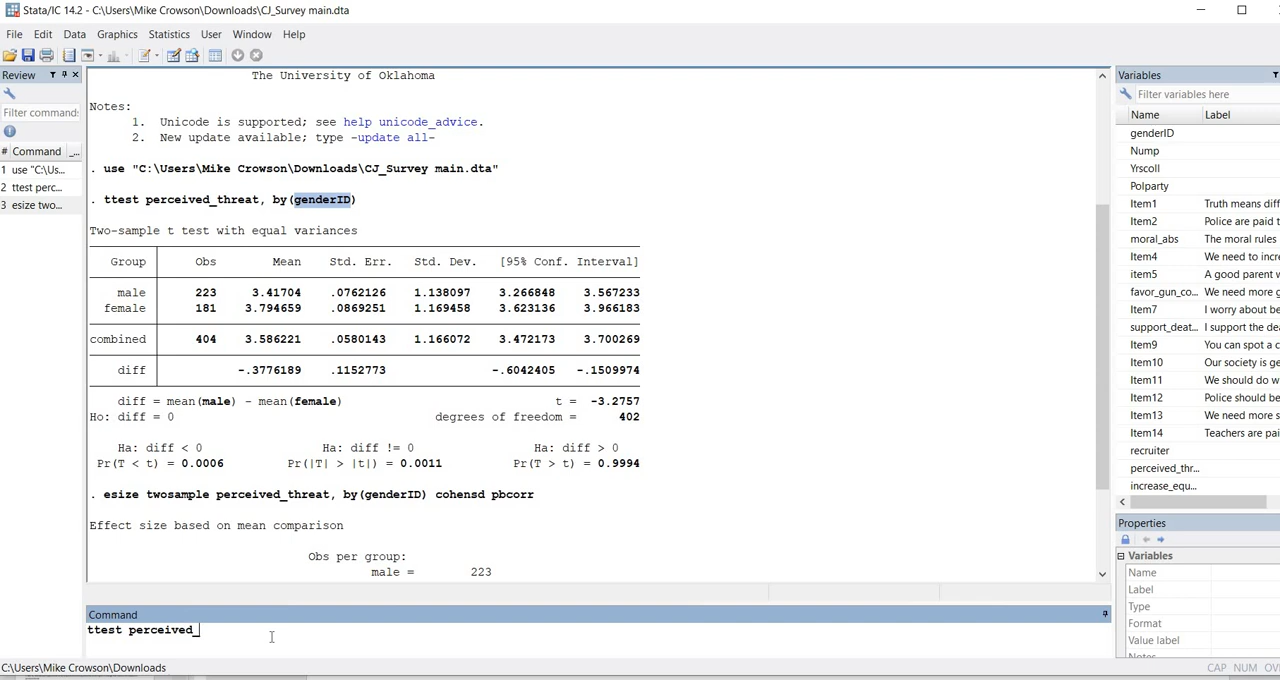 Stata/IC 14.2 - C:\Users\Mike Crowson\Downloads\CJ_Survey main.dta
File Edit Data Graphics Statistics User Window Help
Review
Filter command:
# Command
1 use "C:\Us...
2 ttest perc...
3 esize two...
The University of Oklahoma
Notes:
1. Unicode is supported; see help unicode_advice.
2. New update available; type -update all-
. use "C:\Users\Mike Crowson\Downloads\CJ_Survey main.dta"
. ttest perceived_threat, by(genderID)
Two-sample t test with equal variances
Group Obs Mean Std. Err. Std. Dev. [95% Conf. Interval]
male 223 3.41704 .0762126 1.138097 3.266848 3.567233
female 181 3.794659 .0869251 1.169458 3.623136 3.966183
combined 404 3.586221 .0580143 1.166072 3.472173 3.700269
diff -.3776189 .1152773 -.6042405 -.1509974
diff = mean(male) - mean(female) t = -3.2757
Ho: diff = 0 degrees of freedom = 402
Ha: diff < 0 Ha: diff != 0 Ha: diff > 0
Pr(T < t) = 0.0006 Pr(|T| > |t|) = 0.0011 Pr(T > t) = 0.9994
. esize twosample perceived_threat, by(genderID) cohensd pbcorr
Effect size based on mean comparison
Obs per group:
male = 223
Command
ttest perceived_
Variables
Filter variables here
Name Label
genderID
Nump
Yrscoll
Polparty
Item1 Truth means diff
Item2 Police are paid t
moral_abs The moral rules
Item4 We need to incre
item5 A good parent v
favor_gun_co... We need more g
Item7 I worry about be
support_deat... I support the dea
Item9 You can spot a c
Item10 Our society is ge
Item11 We should do w
Item12 Police should be
Item13 We need more s
Item14 Teachers are pai
recruiter
perceived_thr...
increase_equ...
Properties
Variables
Name
Label
Type
Format
Value label
C:\Users\Mike Crowson\Downloads
CAP NUM OV